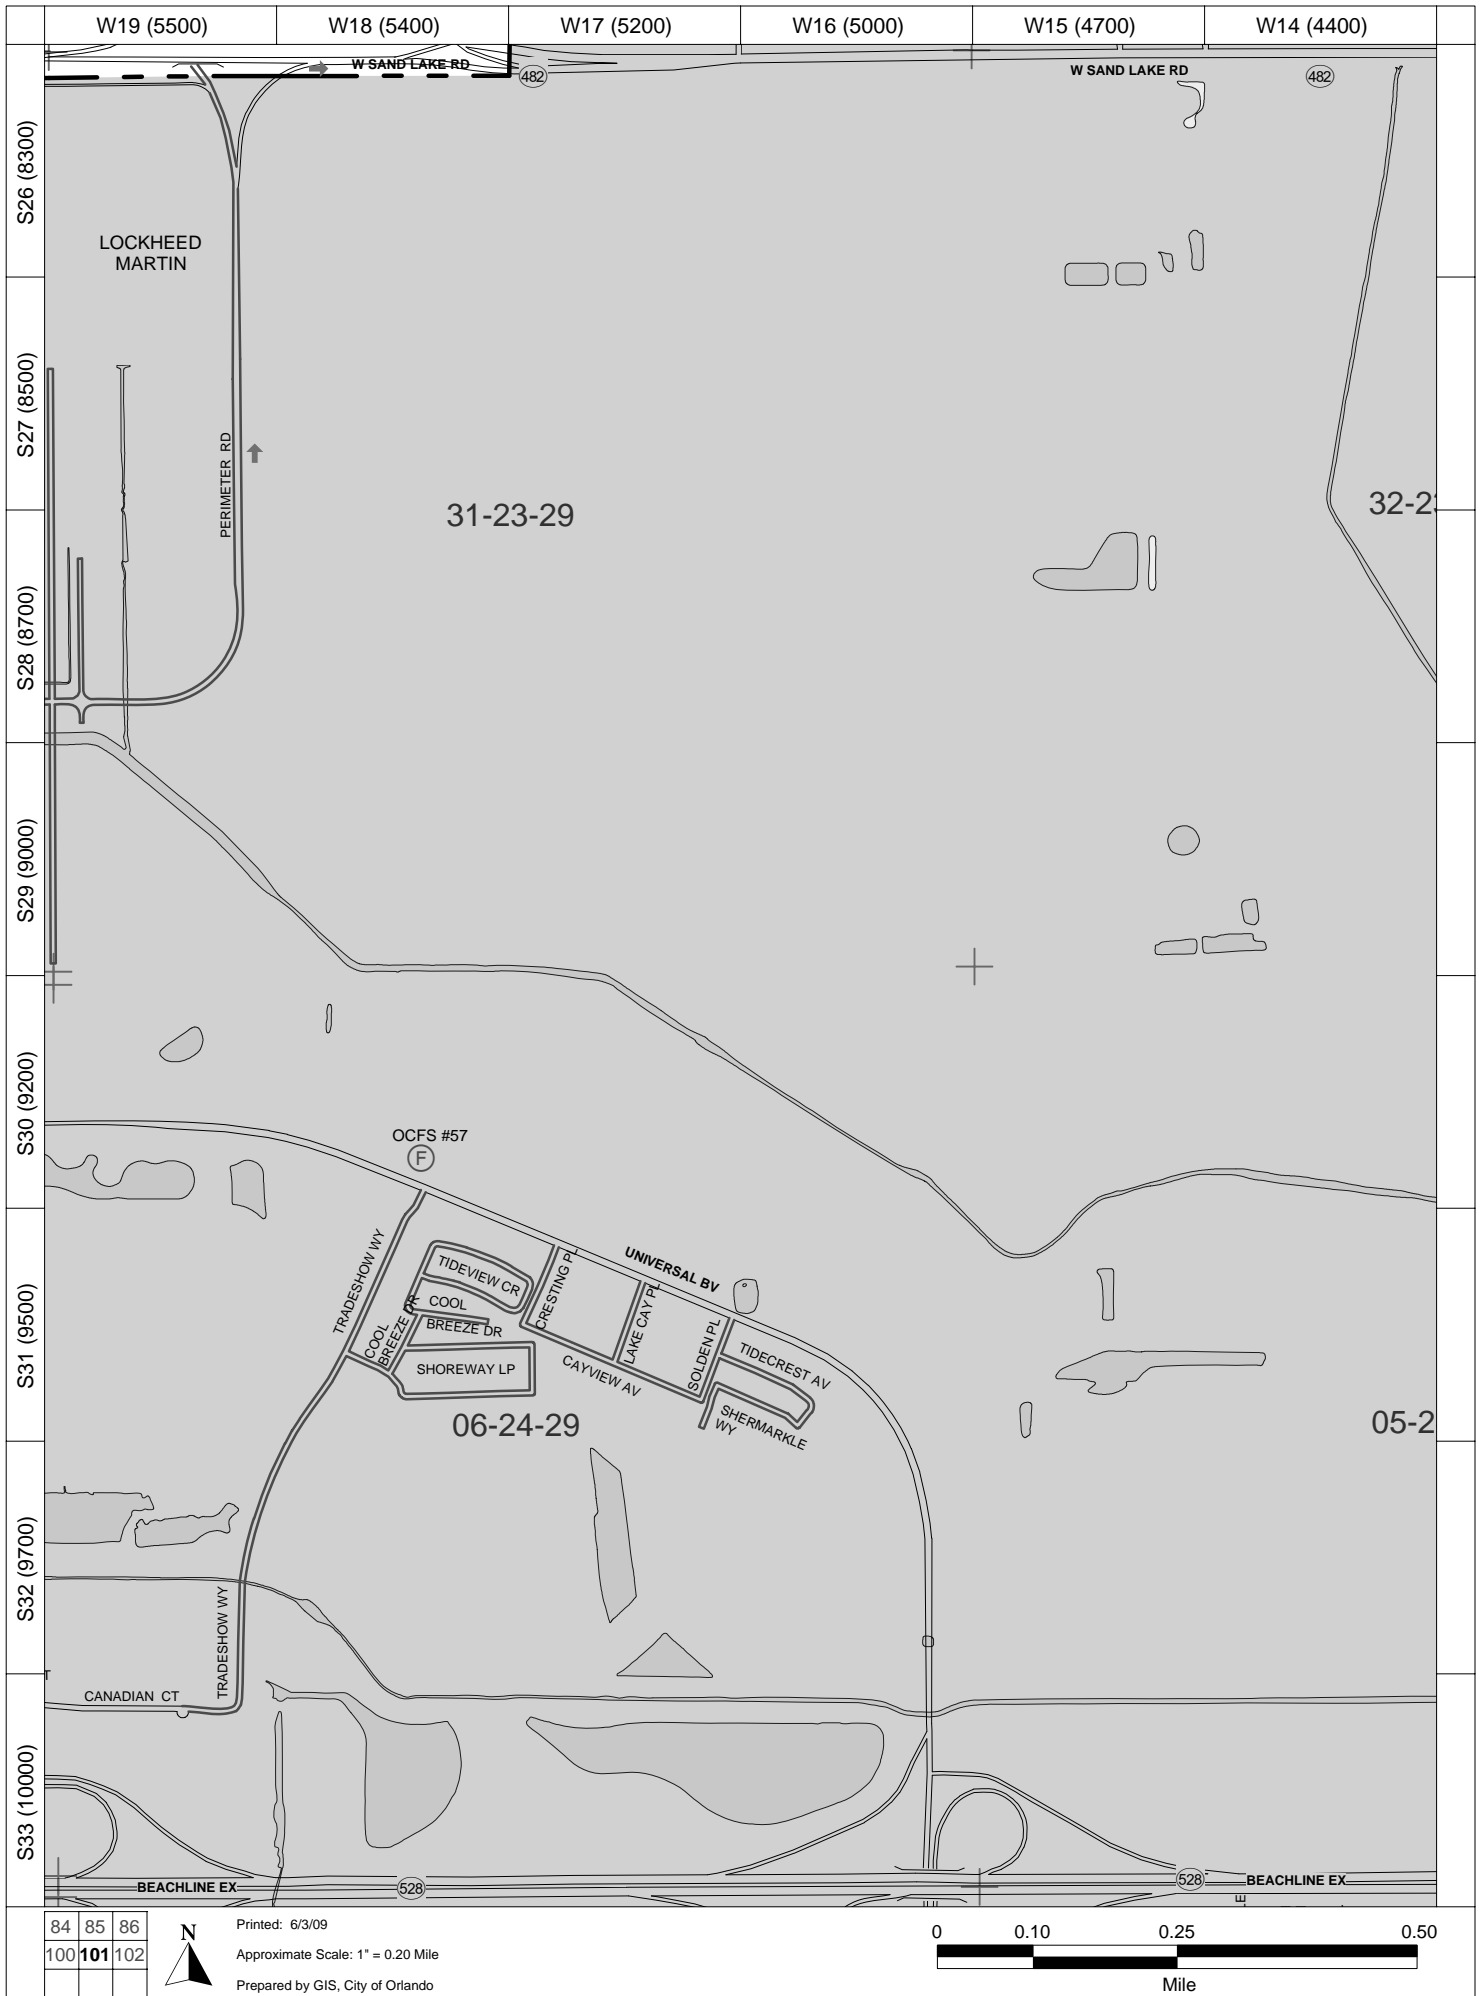 W19 (5500)
W18 (5400)
W17 (5200)
W16 (5000)
W15 (4700)
W14 (4400)
W SAND LAKE RD
482
W SAND LAKE RD
482
S26 (8300)
LOCKHEED
MARTIN
S27 (8500)
PERIMETER RD
31-23-29
32-23
S28 (8700)
S29 (9000)
S30 (9200)
OCFS #57
F
TRADESHOW WY
TIDEVIEW CR
CRESTING PL
UNIVERSAL BV
COOL
BREEZE DR
COOL
BREEZE DR
LAKE CAY PL
SOLDEN PL
TIDECREST AV
S31 (9500)
SHOREWAY LP
CAYVIEW AV
SHERMARKLE
WY
06-24-29
05-2
S32 (9700)
TRADESHOW WY
T
CANADIAN CT
S33 (10000)
BEACHLINE EX
528
528
BEACHLINE EX
E
84 85 86
100 101 102
N
Printed: 6/3/09
Approximate Scale: 1" = 0.20 Mile
Prepared by GIS, City of Orlando
0 0.10 0.25 0.50
Mile